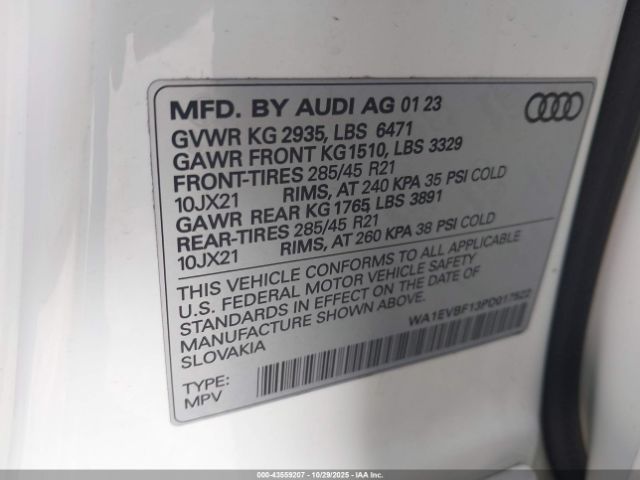 MFD. BY AUDI AG 01 23
GVWR KG 2935, LBS 6471
GAWR FRONT KG1510, LBS 3329
FRONT-TIRES 285/45 R21
10JX21 RIMS, AT 240 KPA 35 PSI COLD
GAWR REAR KG 1765, LBS 3891
REAR-TIRES 285/45 R21
10JX21 RIMS, AT 260 KPA 38 PSI COLD
THIS VEHICLE CONFORMS TO ALL APPLICABLE
U.S. FEDERAL MOTOR VEHICLE SAFETY
STANDARDS IN EFFECT ON THE DATE OF
MANUFACTURE SHOWN ABOVE.
SLOVAKIA
WA1EVBF13PD017522
TYPE:
MPV
000-43559207 • 10/29/2025 • IAA Inc.